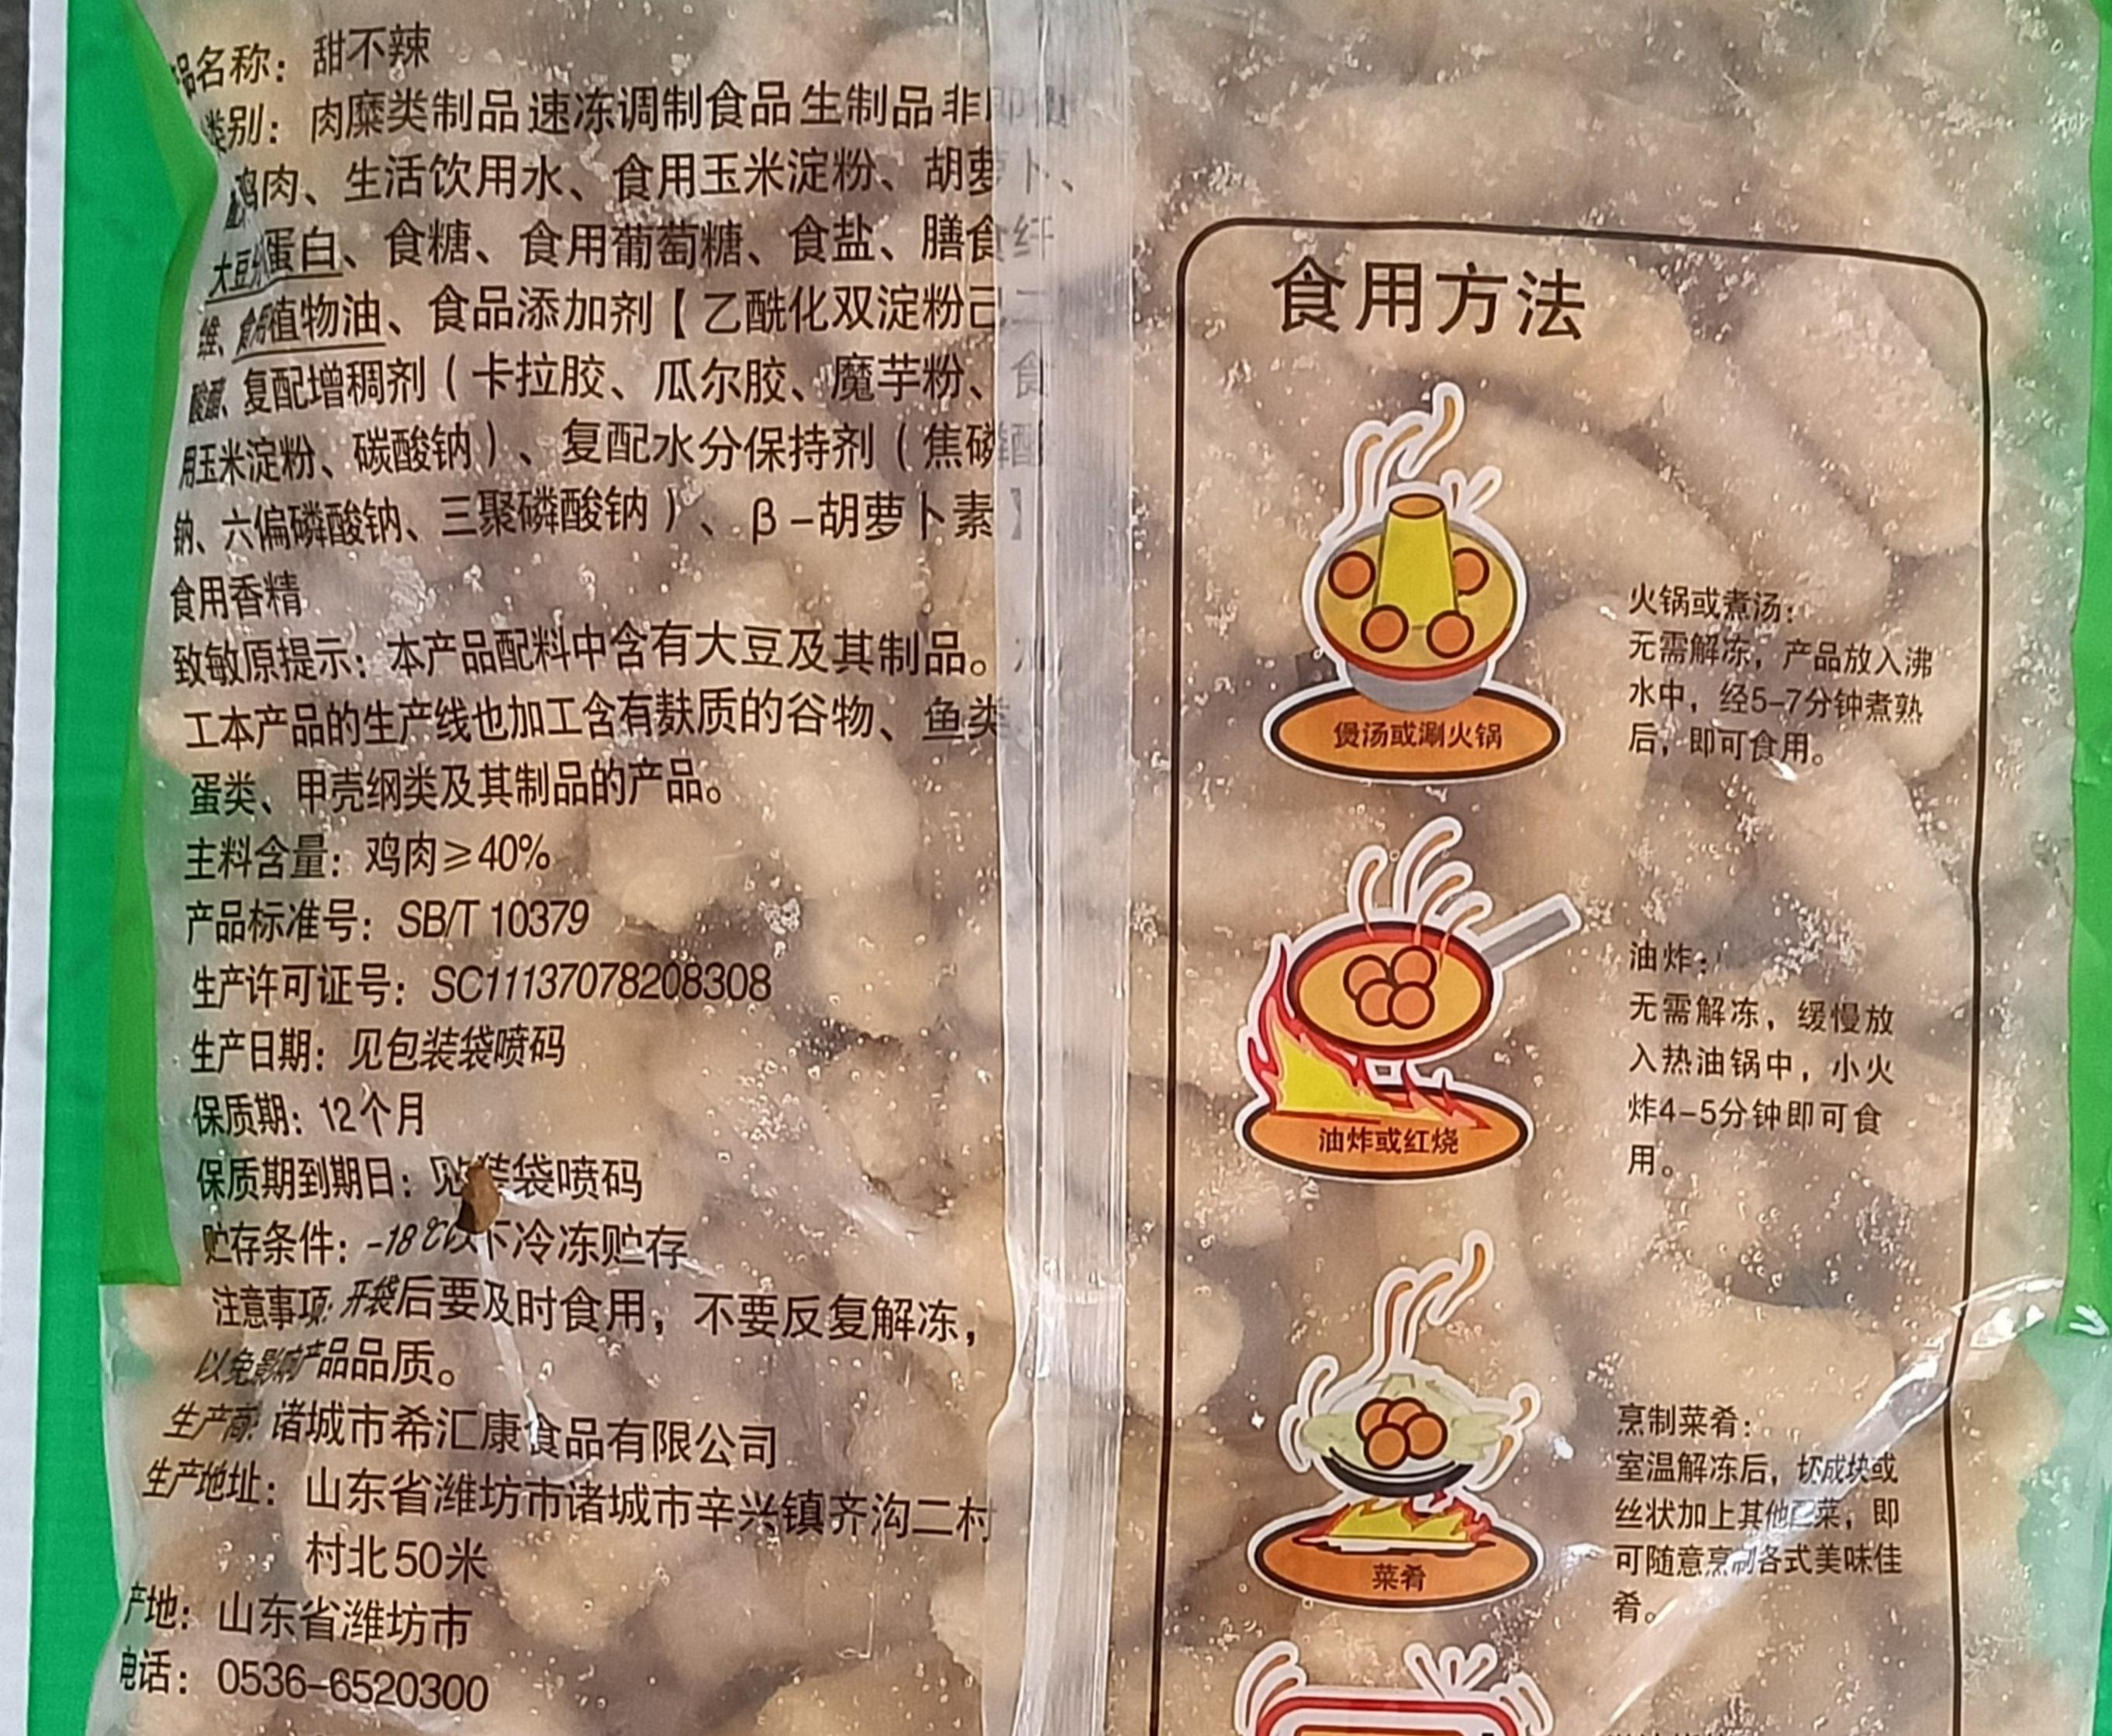 品名称：甜不辣
类别：肉糜类制品 速冻调制食品 生制品 非即食
鸡肉、生活饮用水、食用玉米淀粉、胡萝卜、
大豆分蛋白、食糖、食用葡萄糖、食盐、膳食纤
维、食用植物油、食品添加剂【乙酰化双淀粉己二
酸酯、复配增稠剂（卡拉胶、瓜尔胶、魔芋粉、食
用玉米淀粉、碳酸钠）、复配水分保持剂（焦磷酸
钠、六偏磷酸钠、三聚磷酸钠）、β-胡萝卜素】
食用香精
致敏原提示：本产品配料中含有大豆及其制品。加
工本产品的生产线也加工含有麸质的谷物、鱼类
蛋类、甲壳纲类及其制品的产品。
主料含量：鸡肉≥40%
产品标准号：SB/T 10379
生产许可证号：SC11137078208308
生产日期：见包装袋喷码
保质期：12个月
保质期到期日：见装袋喷码
贮存条件：-18℃以下冷冻贮存
注意事项：开袋后要及时食用，不要反复解冻，
以免影响产品品质。
生产商：诸城市希汇康食品有限公司
生产地址：山东省潍坊市诸城市辛兴镇齐沟二村
村北50米
产地：山东省潍坊市
电话：0536-6520300
食用方法
煲汤或涮火锅
火锅或煮汤：
无需解冻，产品放入沸
水中，经5-7分钟煮熟
后，即可食用。
油炸或红烧
油炸：
无需解冻，缓慢放
入热油锅中，小火
炸4-5分钟即可食
用。
菜肴
烹制菜肴：
室温解冻后，切成块或
丝状加上其他配菜，即
可随意烹制各式美味佳
肴。